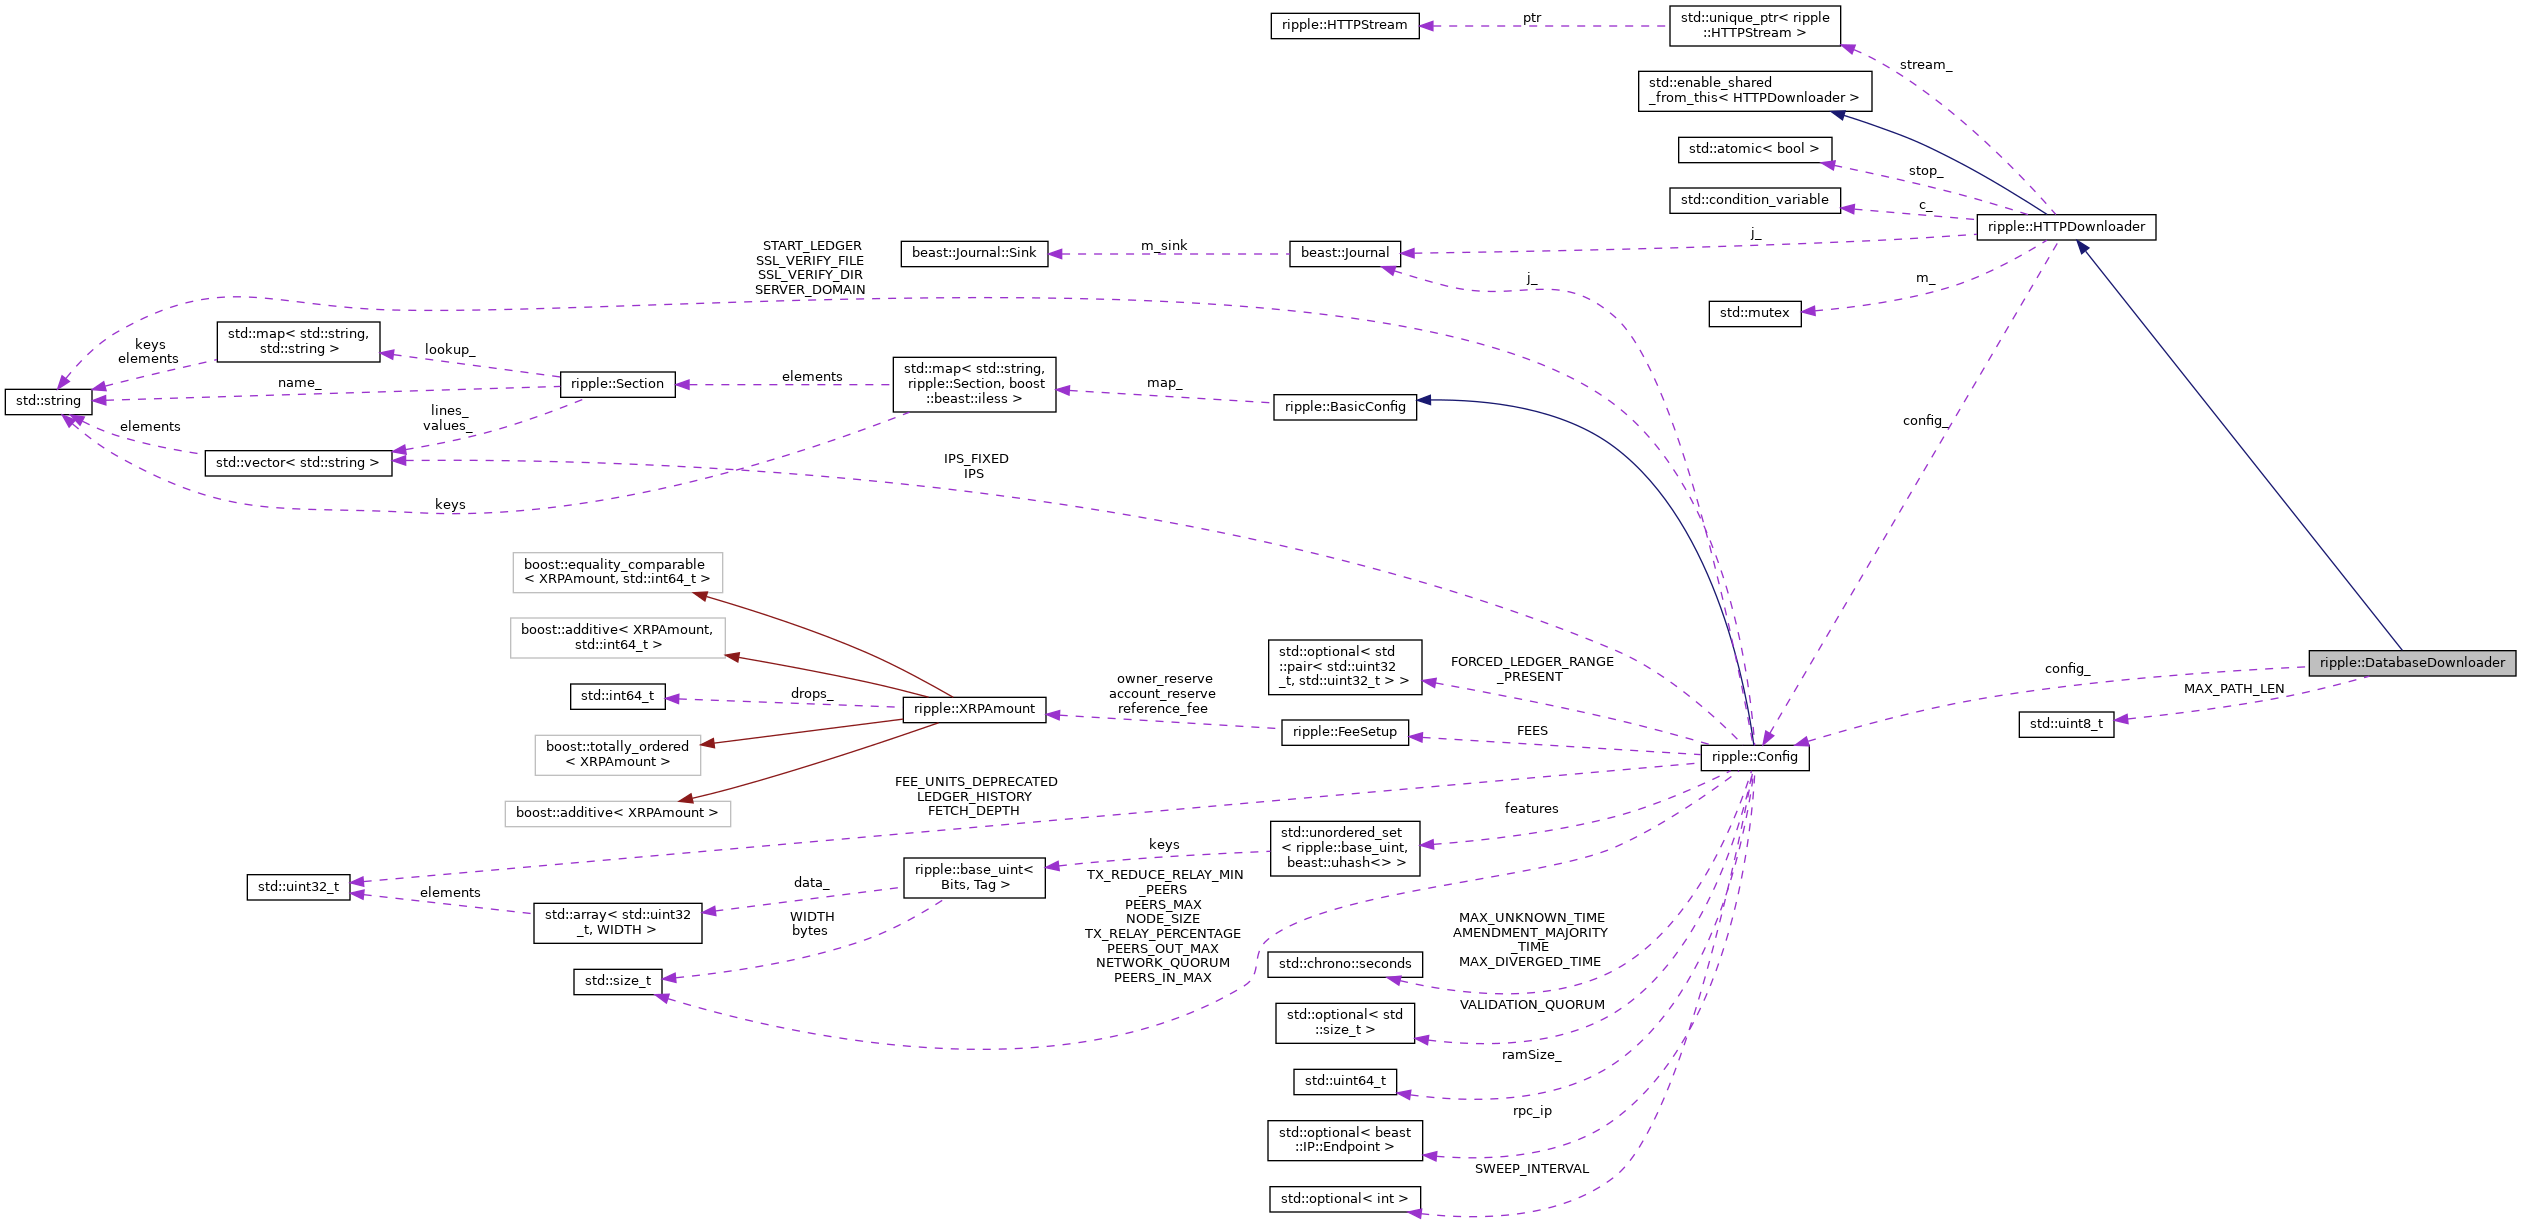 ripple::HTTPStream
ptr
std::unique_ptr< ripple
::HTTPStream >
stream_
std::enable_shared
_from_this< HTTPDownloader >
std::atomic< bool >
stop_
std::condition_variable
c_
ripple::HTTPDownloader
j_
START_LEDGER
SSL_VERIFY_FILE
SSL_VERIFY_DIR
SERVER_DOMAIN
beast::Journal::Sink
m_sink
beast::Journal
j_
m_
std::mutex
std::map< std::string,
std::string >
keys
elements
lookup_
std::string
name_
ripple::Section
elements
std::map< std::string,
ripple::Section, boost
::beast::iless >
map_
ripple::BasicConfig
config_
lines_
values_
elements
std::vector< std::string >
IPS_FIXED
IPS
keys
boost::equality_comparable
< XRPAmount, std::int64_t >
boost::additive< XRPAmount,
std::int64_t >
std::int64_t
drops_
ripple::XRPAmount
owner_reserve
account_reserve
reference_fee
std::optional< std
::pair< std::uint32
_t, std::uint32_t > >
FORCED_LEDGER_RANGE
_PRESENT
config_
ripple::DatabaseDownloader
MAX_PATH_LEN
std::uint8_t
ripple::FeeSetup
FEES
ripple::Config
boost::totally_ordered
< XRPAmount >
boost::additive< XRPAmount >
FEE_UNITS_DEPRECATED
LEDGER_HISTORY
FETCH_DEPTH
features
std::unordered_set
< ripple::base_uint,
beast::uhash<> >
keys
ripple::base_uint<
Bits, Tag >
data_
std::uint32_t
elements
std::array< std::uint32
_t, WIDTH >
WIDTH
bytes
TX_REDUCE_RELAY_MIN
_PEERS
PEERS_MAX
NODE_SIZE
TX_RELAY_PERCENTAGE
PEERS_OUT_MAX
NETWORK_QUORUM
PEERS_IN_MAX
std::size_t
MAX_UNKNOWN_TIME
AMENDMENT_MAJORITY
_TIME
MAX_DIVERGED_TIME
std::chrono::seconds
VALIDATION_QUORUM
std::optional< std
::size_t >
ramSize_
std::uint64_t
rpc_ip
std::optional< beast
::IP::Endpoint >
SWEEP_INTERVAL
std::optional< int >